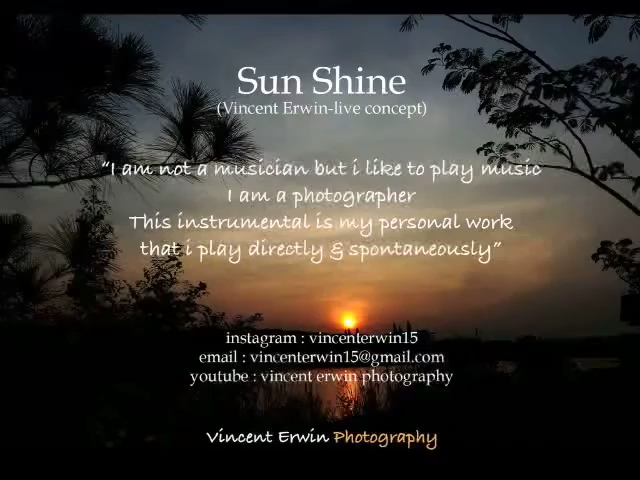 Sun Shine
(Vincent Erwin-live concept)
“I am not a musician but i like to play music
I am a photographer
This instrumental is my personal work
that i play directly & spontaneously”
instagram : vincenterwin15
email : vincenterwin15@gmail.com
youtube : vincent erwin photography
Vincent Erwin Photography